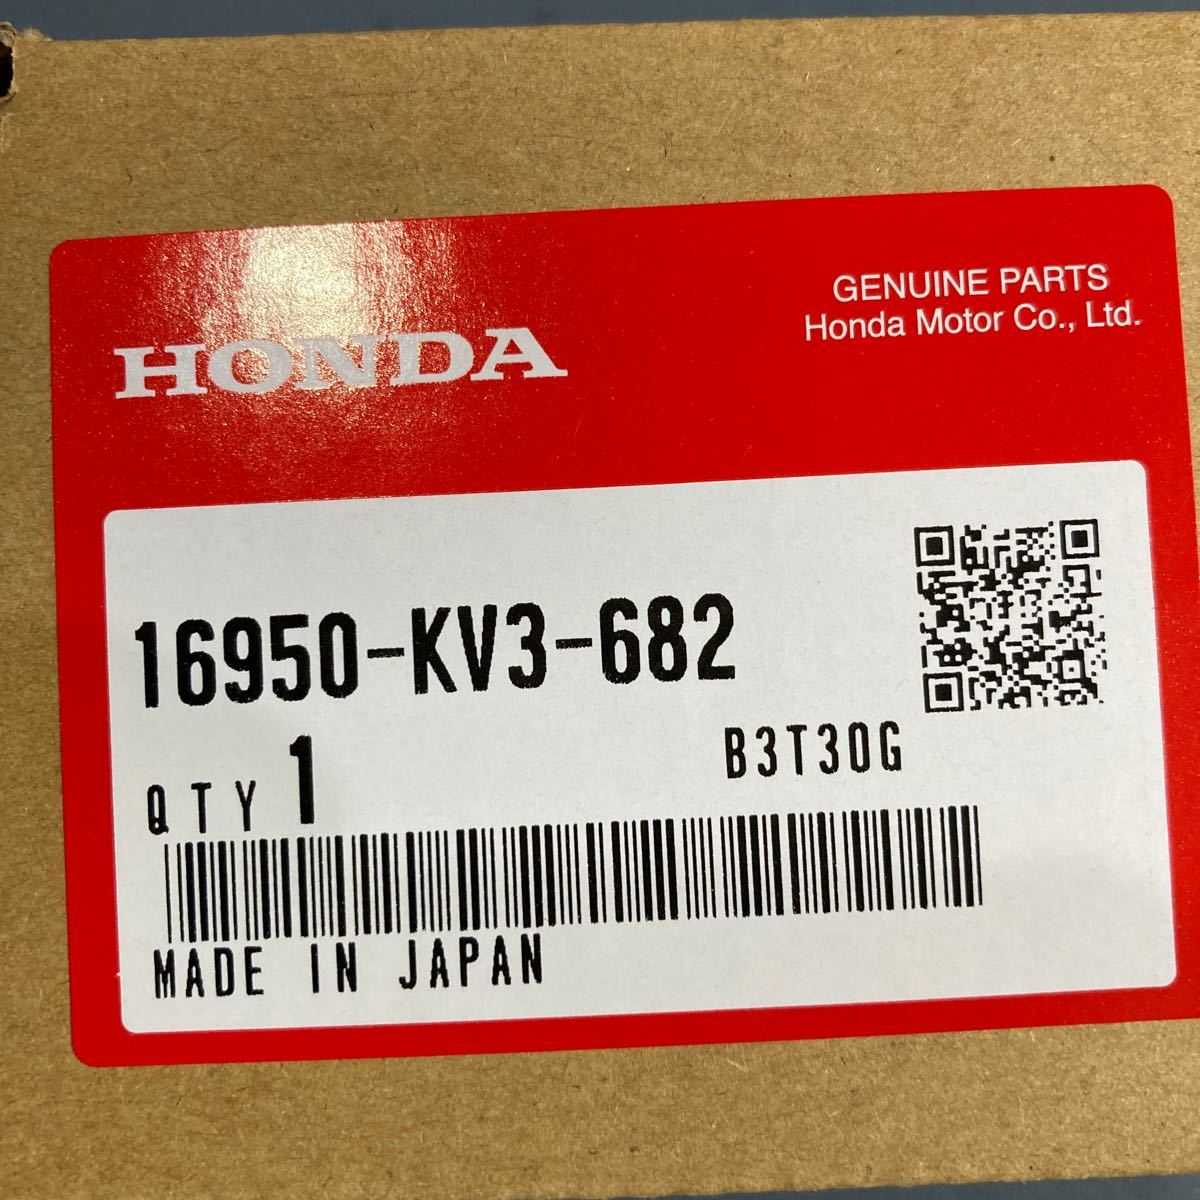 HONDA
GENUINE PARTS
Honda Motor Co., Ltd.
16950-KV3-682
QTY 1
B3T30G
MADE IN JAPAN